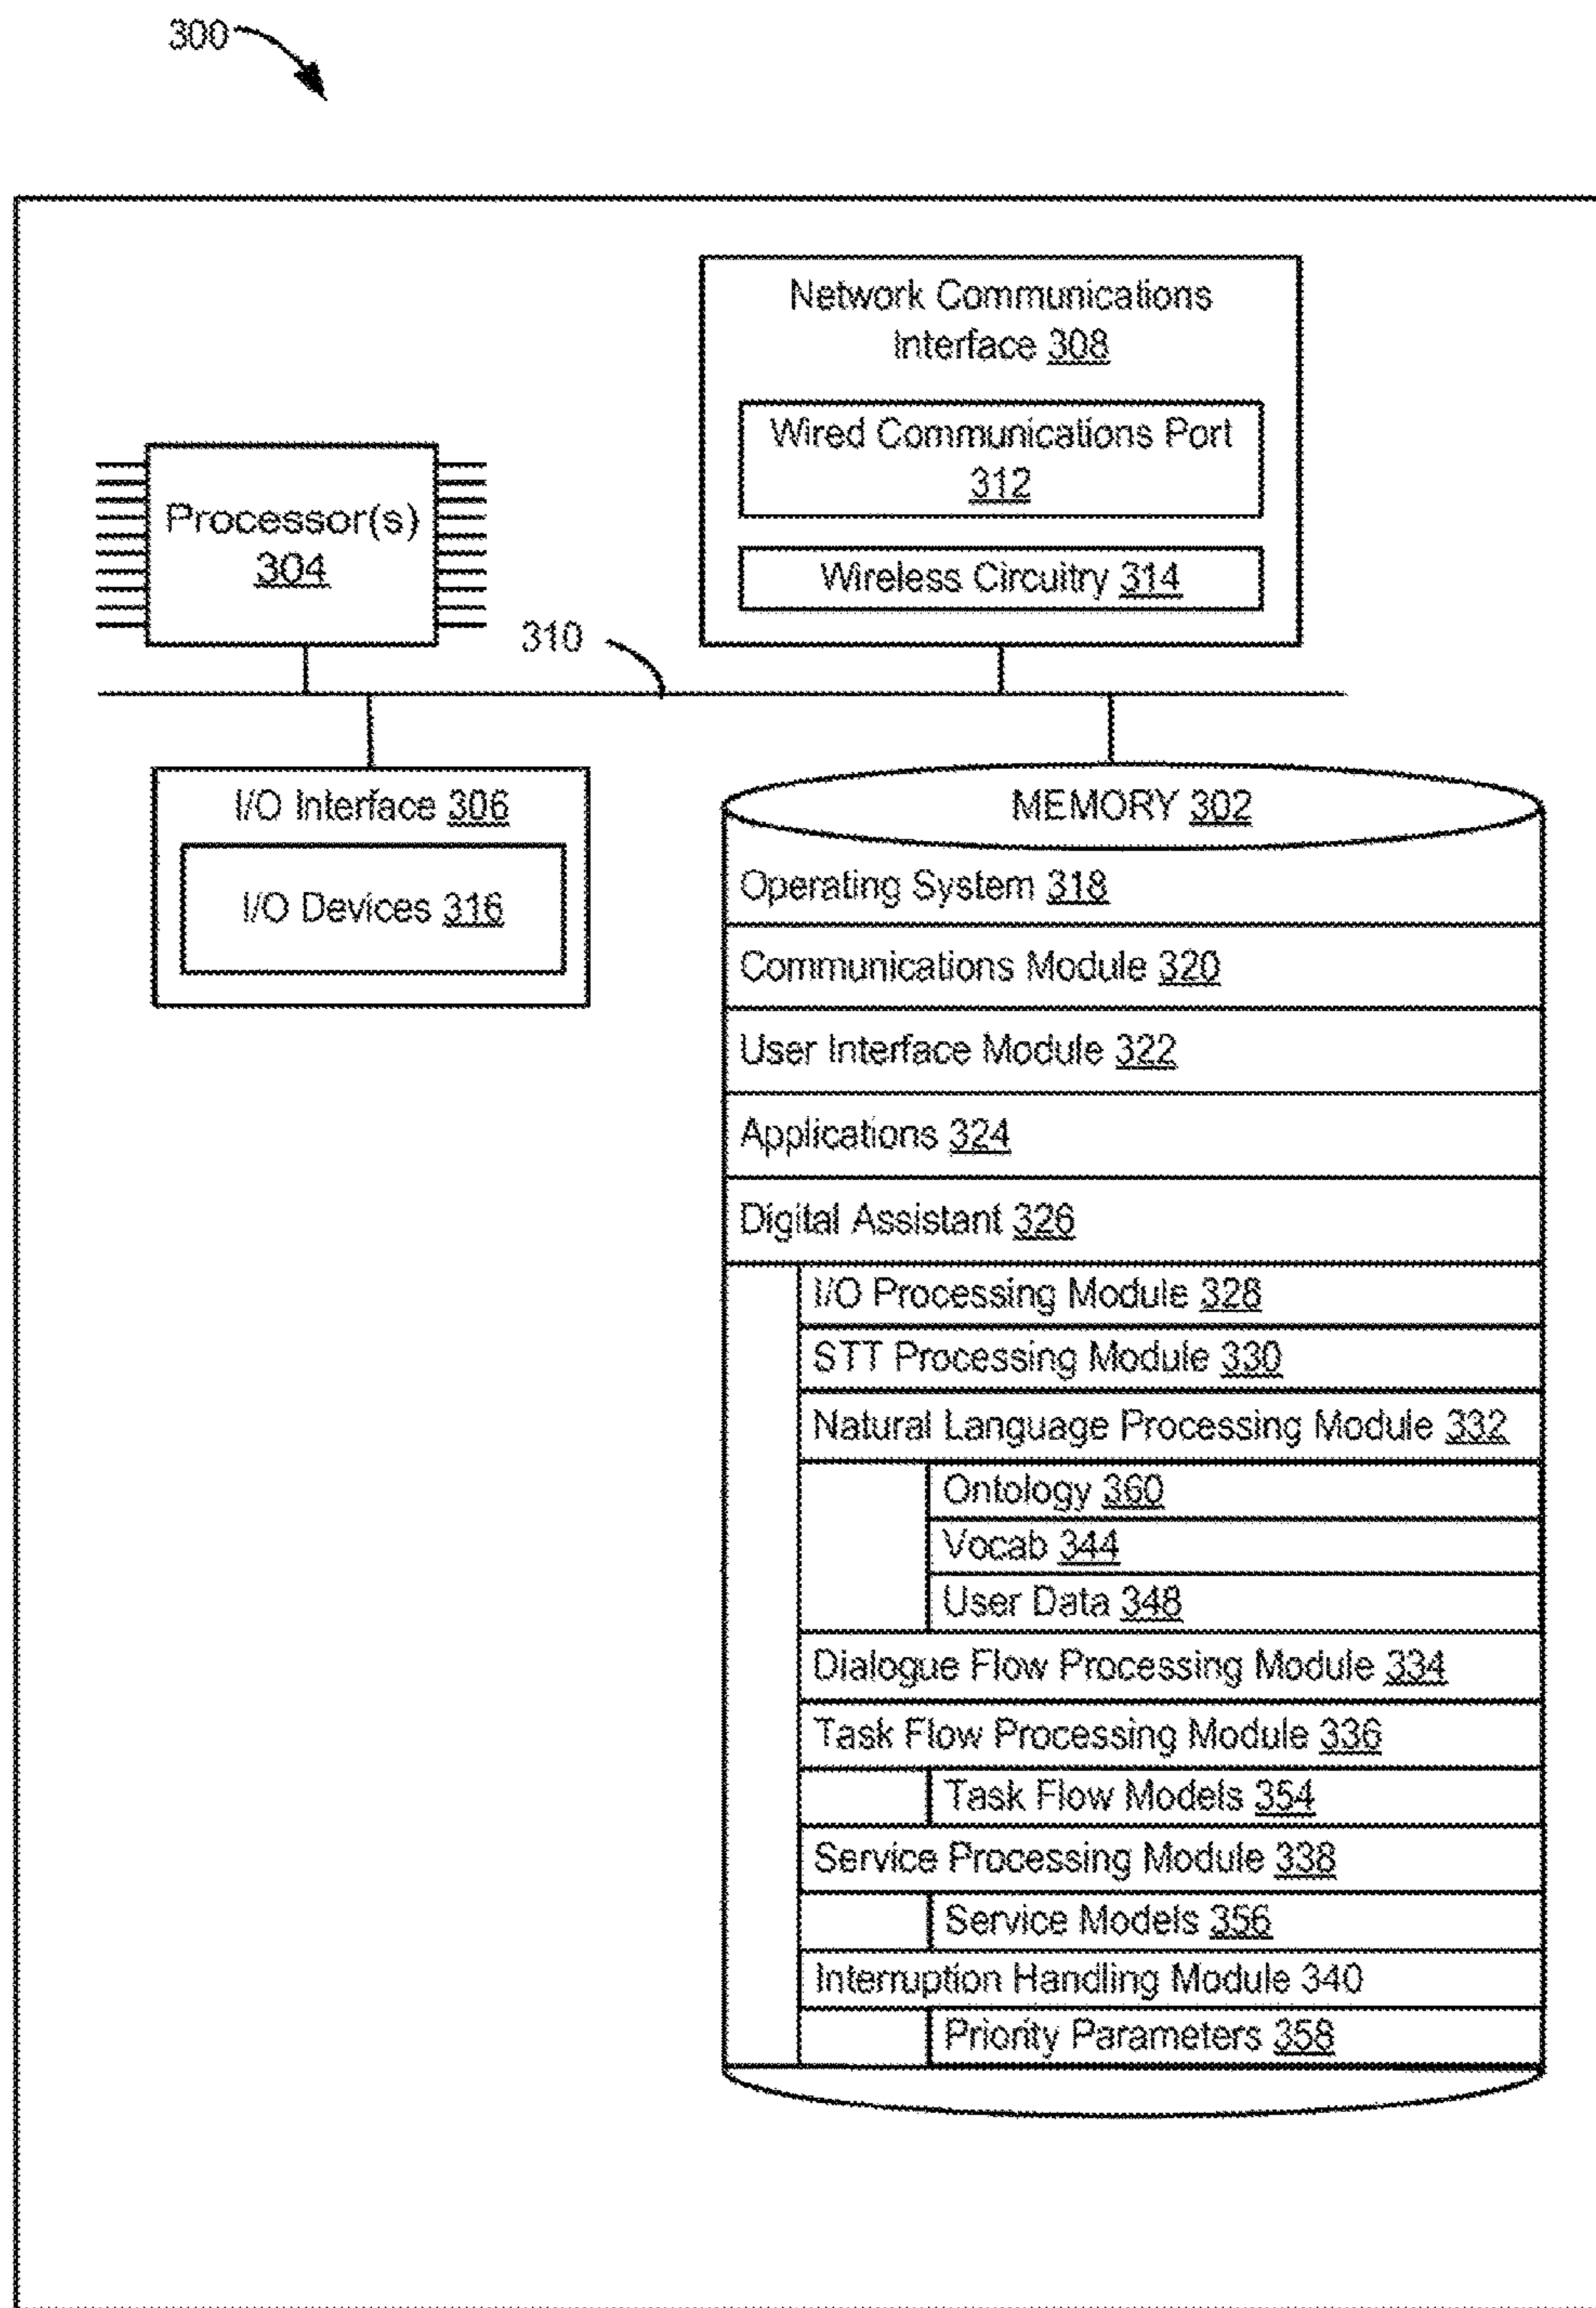 300
Network Communications
Interface 308
Wired Communications Port
312
Wireless Circuitry 314
Processor(s)
304
310
I/O Interface 306
I/O Devices 316
MEMORY 302
Operating System 318
Communications Module 320
User Interface Module 322
Applications 324
Digital Assistant 326
I/O Processing Module 328
STT Processing Module 330
Natural Language Processing Module 332
Ontology 360
Vocab 344
User Data 348
Dialogue Flow Processing Module 334
Task Flow Processing Module 336
Task Flow Models 354
Service Processing Module 338
Service Models 356
Interruption Handling Module 340
Priority Parameters 358